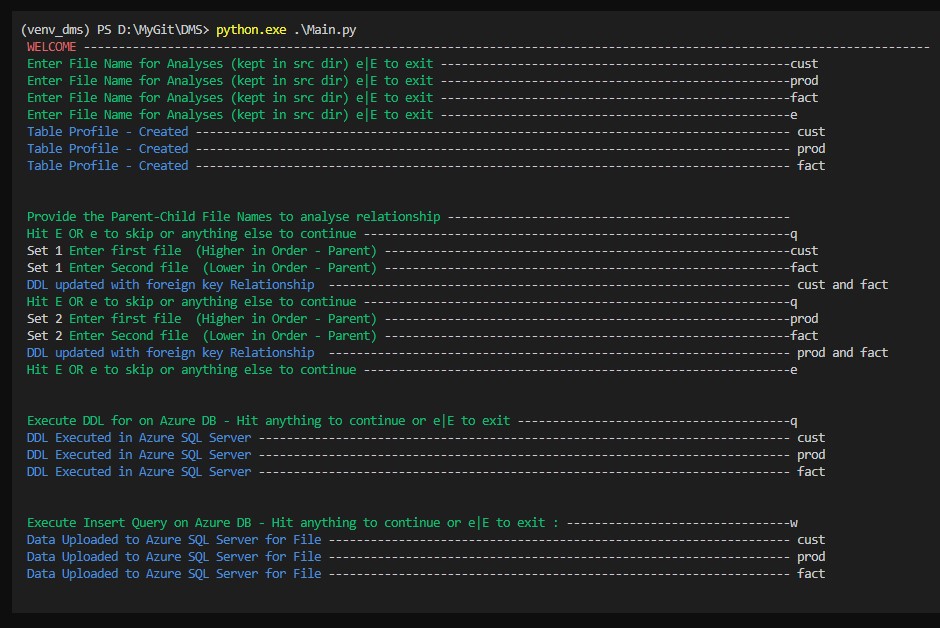 (venv_dms) PS D:\MyGit\DMS> python.exe .\Main.py
WELCOME -------------------------------------------------------------------------------------------------------------------------
Enter File Name for Analyses (kept in src dir) e|E to exit --------------------------------------------------cust
Enter File Name for Analyses (kept in src dir) e|E to exit --------------------------------------------------prod
Enter File Name for Analyses (kept in src dir) e|E to exit --------------------------------------------------fact
Enter File Name for Analyses (kept in src dir) e|E to exit --------------------------------------------------e
Table Profile - Created ------------------------------------------------------------------------------------- cust
Table Profile - Created ------------------------------------------------------------------------------------- prod
Table Profile - Created ------------------------------------------------------------------------------------- fact
Provide the Parent-Child File Names to analyse relationship -------------------------------------------------
Hit E OR e to skip or anything else to continue -------------------------------------------------------------q
Set 1 Enter first file  (Higher in Order - Parent) ----------------------------------------------------------cust
Set 1 Enter Second file  (Lower in Order - Parent) ----------------------------------------------------------fact
DDL updated with foreign key Relationship  ------------------------------------------------------------------ cust and fact
Hit E OR e to skip or anything else to continue -------------------------------------------------------------q
Set 2 Enter first file  (Higher in Order - Parent) ----------------------------------------------------------prod
Set 2 Enter Second file  (Lower in Order - Parent) ----------------------------------------------------------fact
DDL updated with foreign key Relationship  ------------------------------------------------------------------ prod and fact
Hit E OR e to skip or anything else to continue -------------------------------------------------------------e
Execute DDL for on Azure DB - Hit anything to continue or e|E to exit ---------------------------------------q
DDL Executed in Azure SQL Server ---------------------------------------------------------------------------- cust
DDL Executed in Azure SQL Server ---------------------------------------------------------------------------- prod
DDL Executed in Azure SQL Server ---------------------------------------------------------------------------- fact
Execute Insert Query on Azure DB - Hit anything to continue or e|E to exit : --------------------------------w
Data Uploaded to Azure SQL Server for File ------------------------------------------------------------------ cust
Data Uploaded to Azure SQL Server for File ------------------------------------------------------------------ prod
Data Uploaded to Azure SQL Server for File ------------------------------------------------------------------ fact